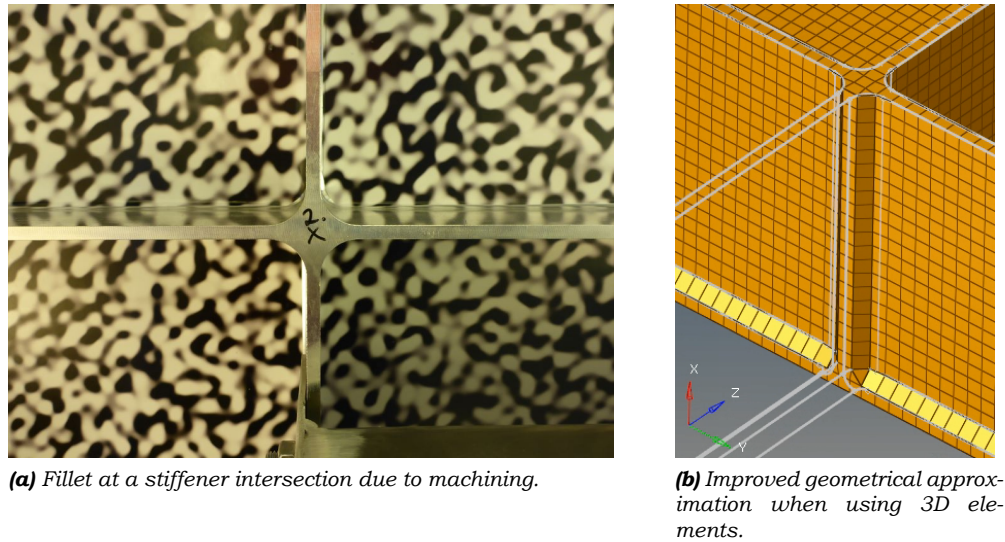 2.
X
X
Z
Y
(a) Fillet at a stiffener intersection due to machining.
(b) Improved geometrical approx-
imation when using 3D ele-
ments.